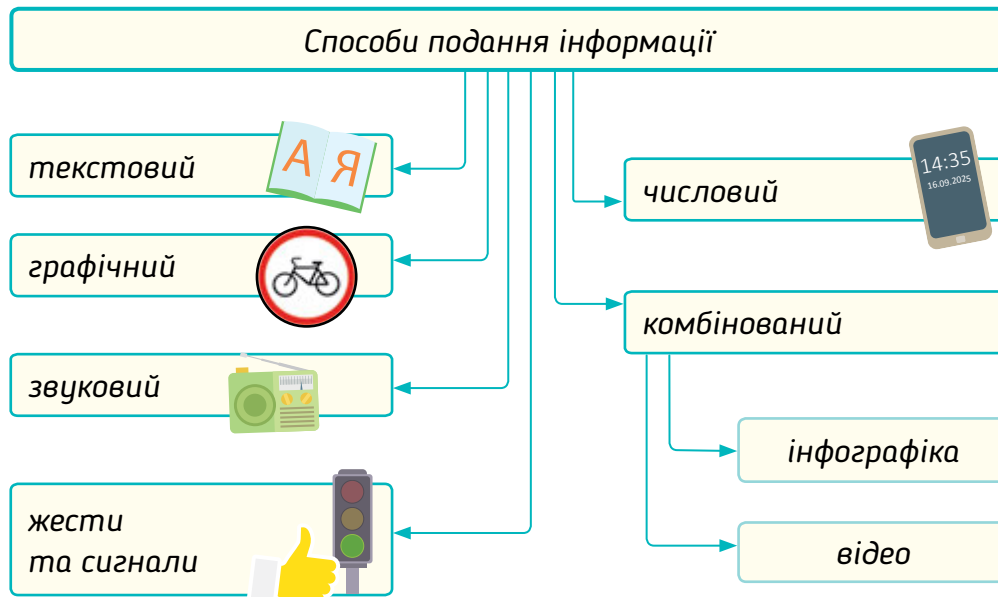 Способи подання інформації
текстовий
А Я
графічний
звуковий
жести
та сигнали
числовий
14:35
16.09.2025
комбінований
інфографіка
відео